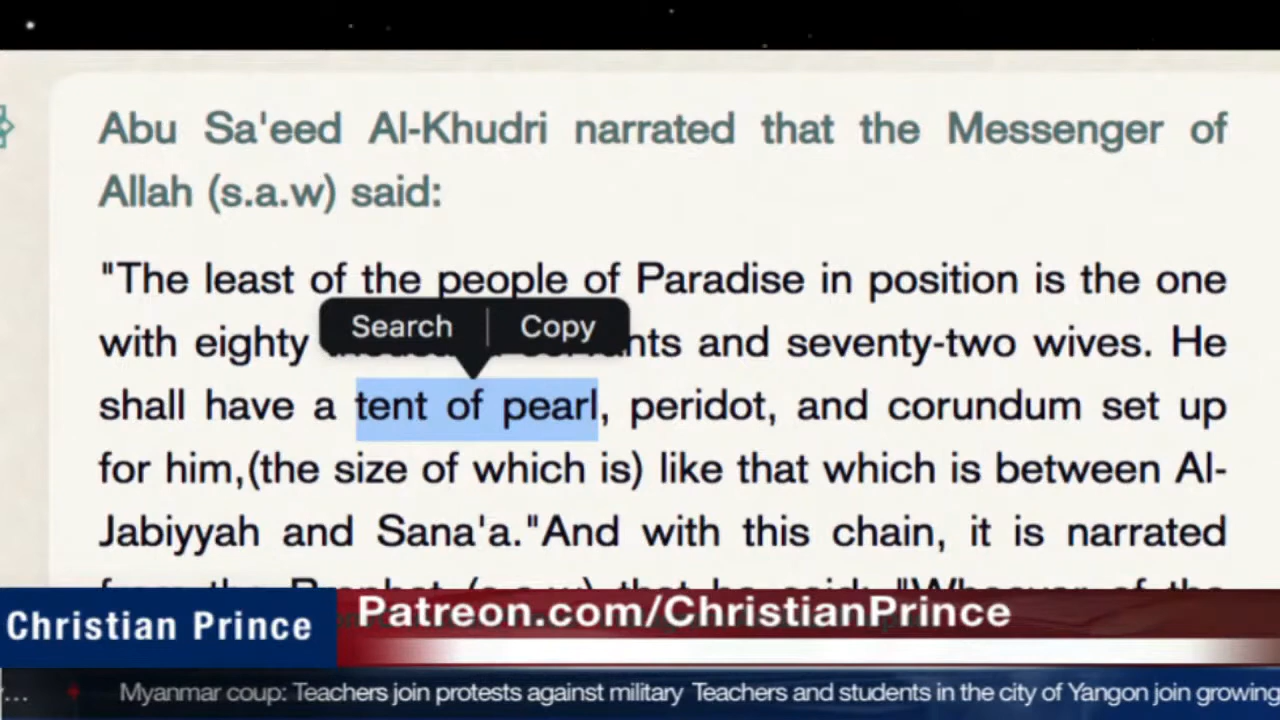 Abu Sa'eed Al-Khudri narrated that the Messenger of
Allah (s.a.w) said:
"The least of the people of Paradise in position is the one
Search Copy
with eighty and seventy-two wives. He
shall have a tent of pearl, peridot, and corundum set up
for him,(the size of which is) like that which is between Al-
Jabiyyah and Sana'a."And with this chain, it is narrated
Christian Prince
Patreon.com/ChristianPrince
Myanmar coup: Teachers join protests against military Teachers and students in the city of Yangon join growing